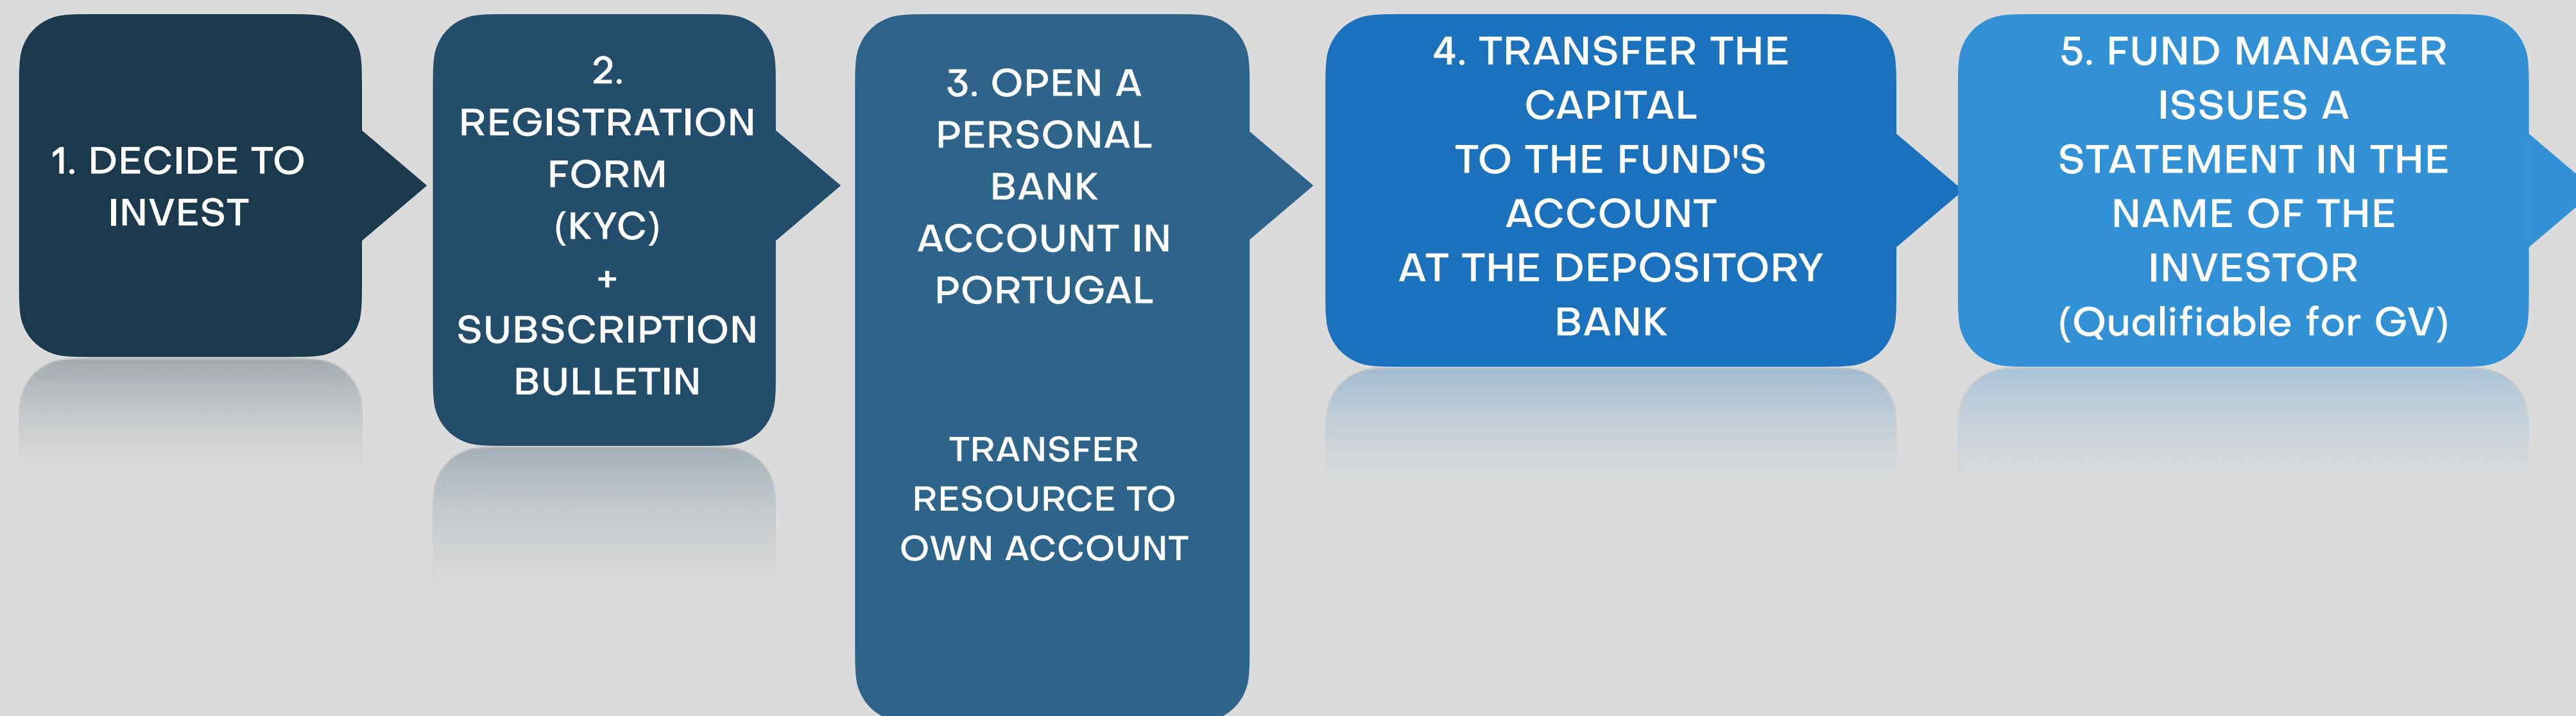 1. DECIDE TO
INVEST
2.
REGISTRATION
FORM
(KYC)
+
SUBSCRIPTION
BULLETIN
3. OPEN A
PERSONAL
BANK
ACCOUNT IN
PORTUGAL
TRANSFER
RESOURCE TO
OWN ACCOUNT
4. TRANSFER THE
CAPITAL
TO THE FUND'S
ACCOUNT
AT THE DEPOSITORY
BANK
5. FUND MANAGER
ISSUES A
STATEMENT IN THE
NAME OF THE
INVESTOR
(Qualifiable for GV)